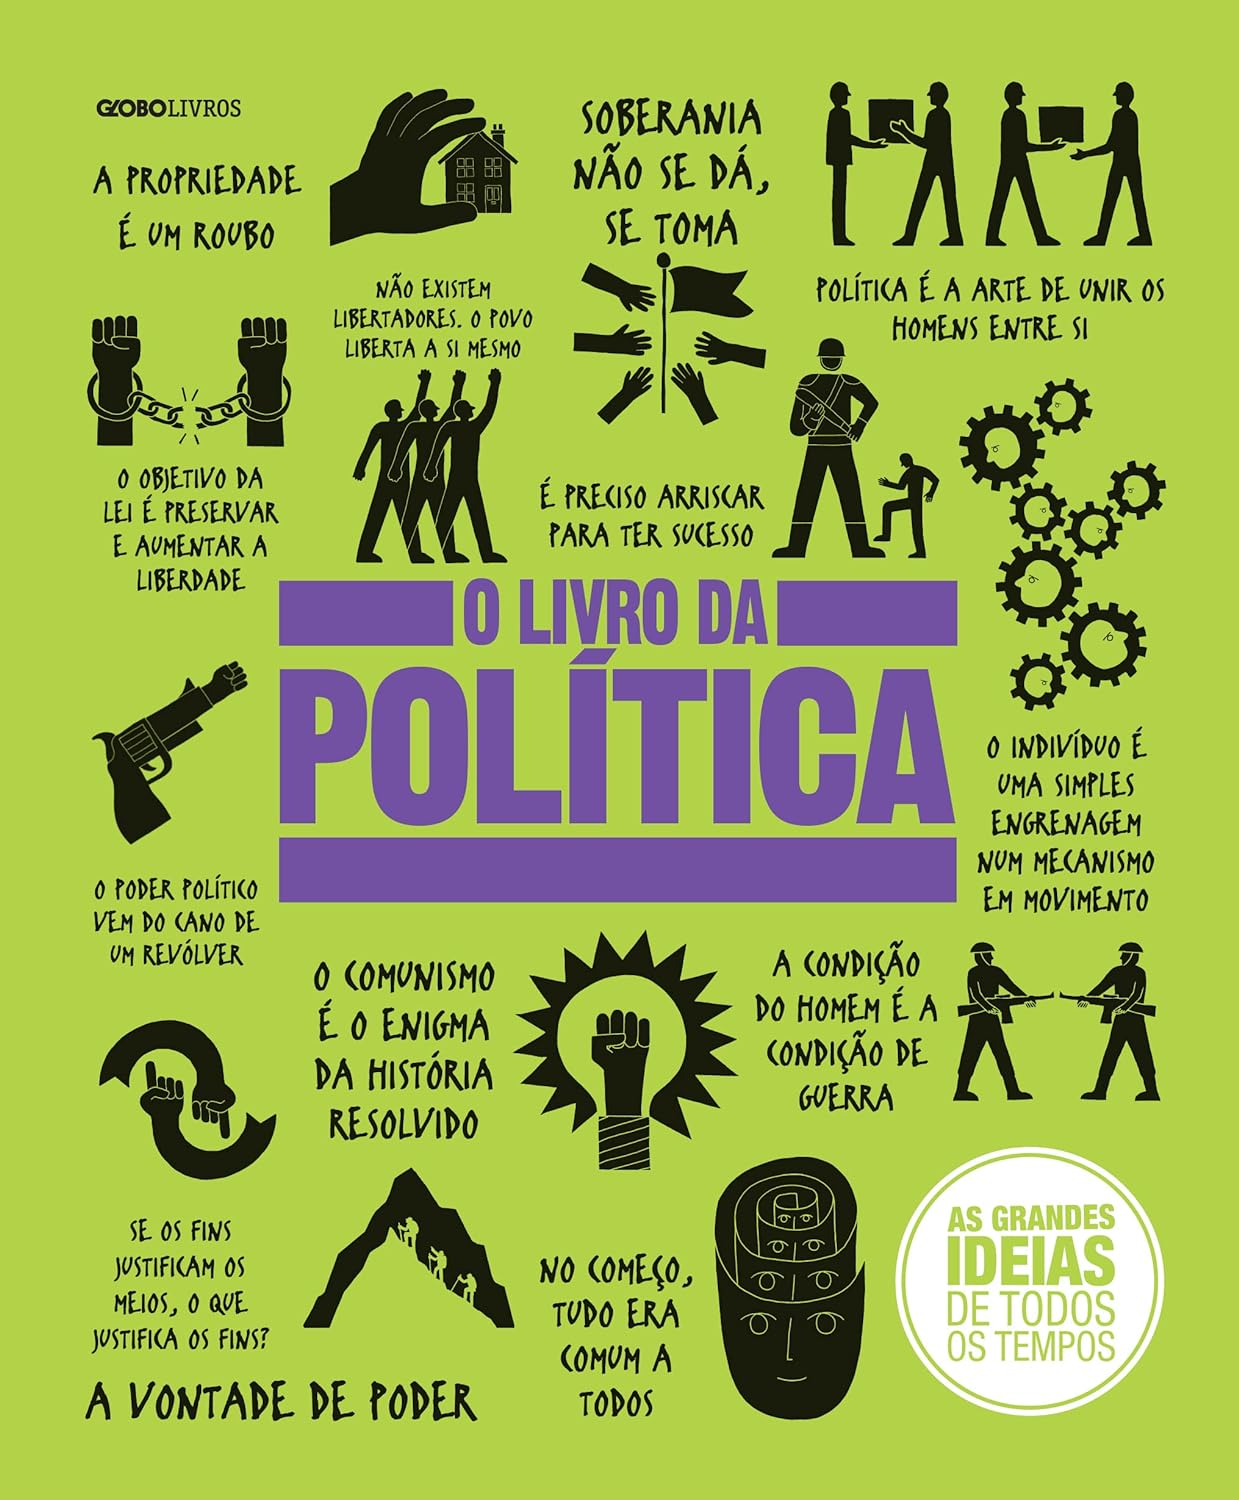 GLOBOLIVROS
A PROPRIEDADE
É UM ROUBO
SOBERANIA
NÃO SE DÁ,
SE TOMA
NÃO EXISTEM
LIBERTADORES. O POVO
LIBERTA A SI MESMO
POLÍTICA É A ARTE DE UNIR OS
HOMENS ENTRE SI
O OBJETIVO DA
LEI É PRESERVAR
E AUMENTAR A
LIBERDADE
É PRECISO ARRISCAR
PARA TER SUCESSO
O LIVRO DA
POLÍTICA
O INDIVÍDUO É
UMA SIMPLES
ENGRENAGEM
NUM MECANISMO
EM MOVIMENTO
O PODER POLÍTICO
VEM DO CANO DE
UM REVÓLVER
O COMUNISMO
É O ENIGMA
DA HISTÓRIA
RESOLVIDO
A CONDIÇÃO
DO HOMEM É A
CONDIÇÃO DE
GUERRA
SE OS FINS
JUSTIFICAM OS
MEIOS, O QUE
JUSTIFICA OS FINS?
NO COMEÇO,
TUDO ERA
COMUM A
TODOS
AS GRANDES
IDEIAS
DE TODOS
OS TEMPOS
A VONTADE DE PODER